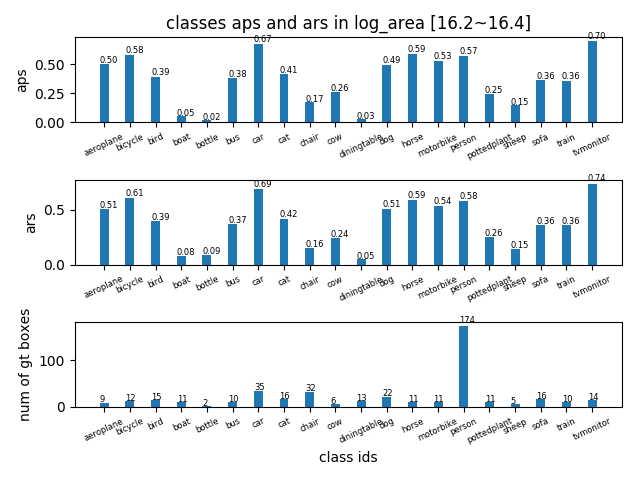 classes aps and ars in log_area [16.2~16.4]
aps
0.50
0.25
0.00
0.50 0.58 0.39 0.05 0.02 0.38 0.67 0.41 0.17 0.26 0.03 0.49 0.59 0.53 0.57 0.25 0.15 0.36 0.36 0.70
aeroplane bicycle bird boat bottle bus car cat chair cow diningtable dog horse motorbike person pottedplant sheep sofa train tvmonitor
ars
0.5
0.0
0.51 0.61 0.39 0.08 0.09 0.37 0.69 0.42 0.16 0.24 0.05 0.51 0.59 0.54 0.58 0.26 0.15 0.36 0.36 0.74
aeroplane bicycle bird boat bottle bus car cat chair cow diningtable dog horse motorbike person pottedplant sheep sofa train tvmonitor
num of gt boxes
100
0
9 12 15 11 2 10 35 16 32 6 13 22 11 11 174 11 5 16 10 14
aeroplane bicycle bird boat bottle bus car cat chair cow diningtable dog horse motorbike person pottedplant sheep sofa train tvmonitor
class ids